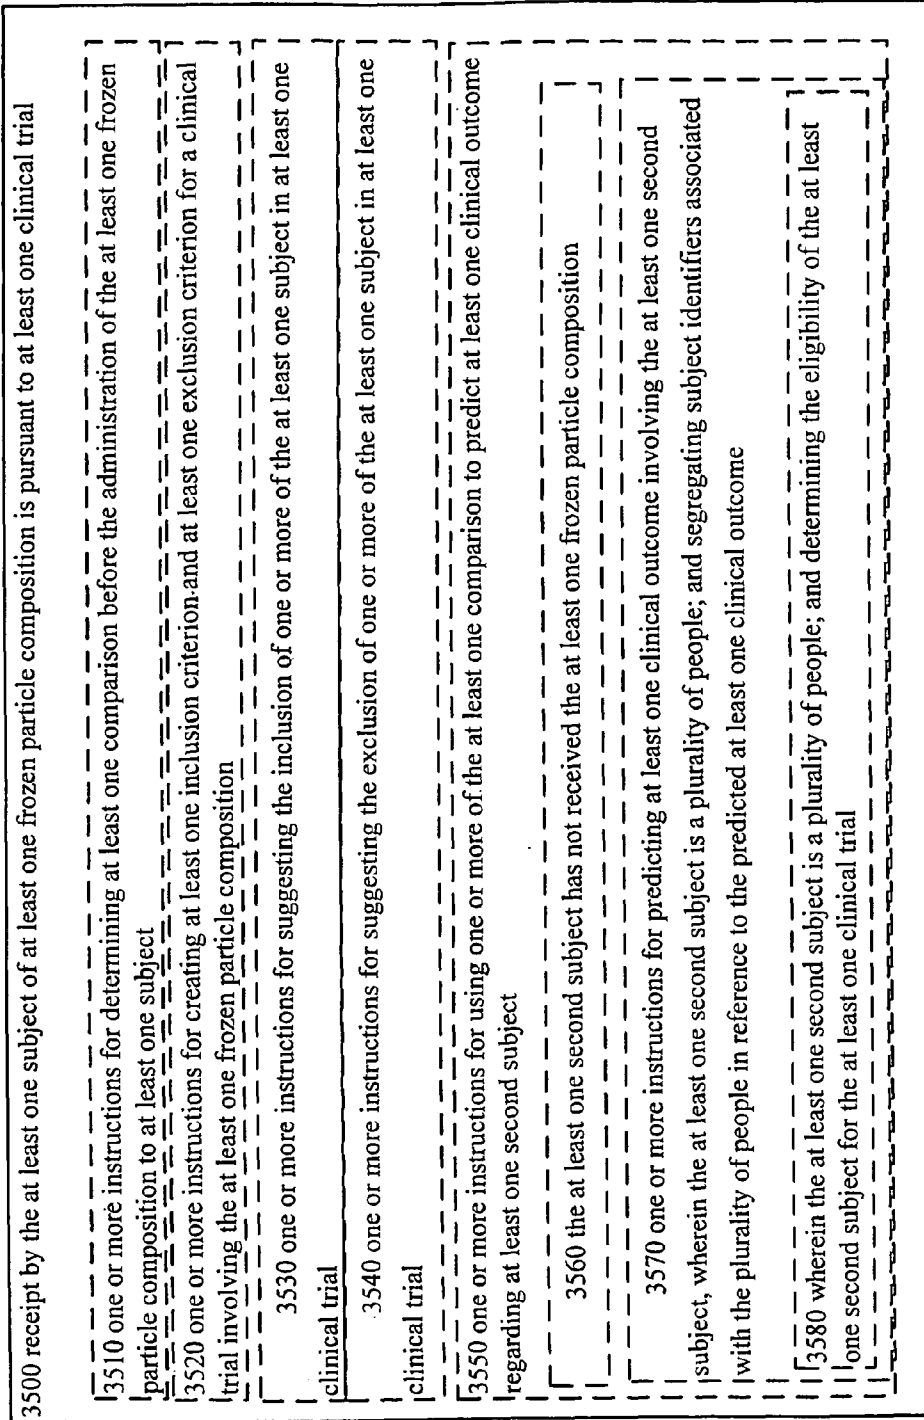 3500 receipt by the at least one subject of at least one frozen particle composition is pursuant to at least one clinical trial
3510 one or more instructions for determining at least one comparison before the administration of the at least one frozen
particle composition to at least one subject
3520 one or more instructions for creating at least one inclusion criterion and at least one exclusion criterion for a clinical
trial involving the at least one frozen particle composition
3530 one or more instructions for suggesting the inclusion of one or more of the at least one subject in at least one
clinical trial
3540 one or more instructions for suggesting the exclusion of one or more of the at least one subject in at least one
clinical trial
3550 one or more instructions for using one or more of the at least one comparison to predict at least one clinical outcome
regarding at least one second subject
3560 the at least one second subject has not received the at least one frozen particle composition
3570 one or more instructions for predicting at least one clinical outcome involving the at least one second
subject, wherein the at least one second subject is a plurality of people; and segregating subject identifiers associated
with the plurality of people in reference to the predicted at least one clinical outcome
3580 wherein the at least one second subject is a plurality of people; and determining the eligibility of the at least
one second subject for the at least one clinical trial